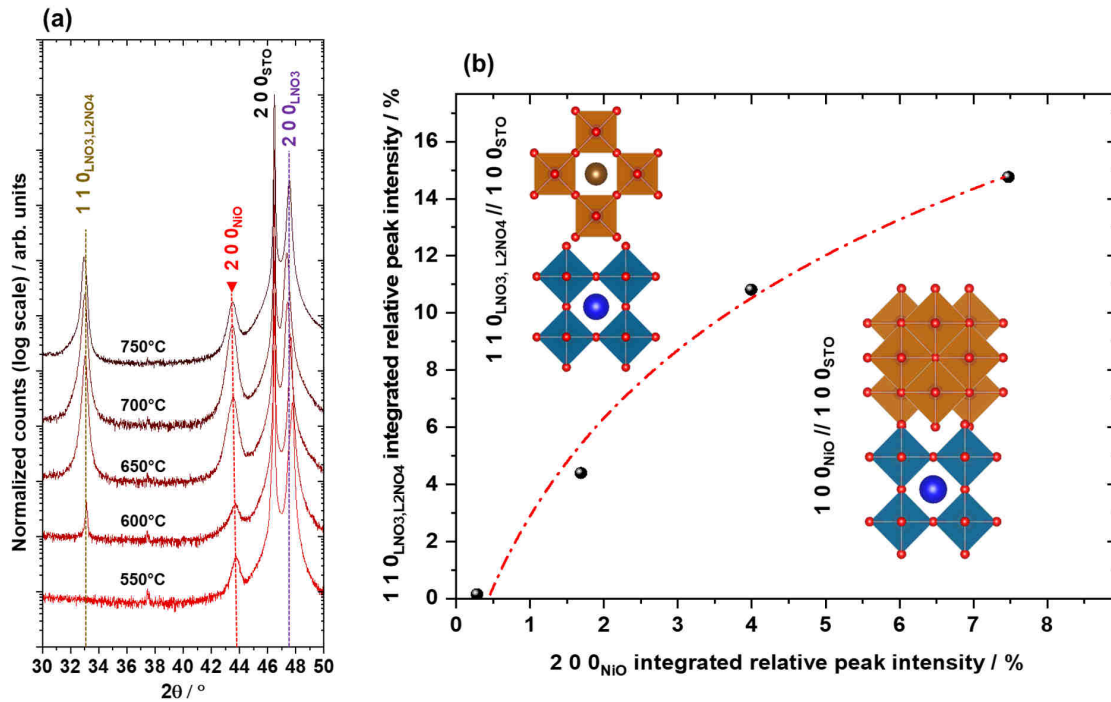 (a)
Normalized counts (log scale) / arb. units
1 1 0LNO3,L2NO4
2 0 0NiO
2 0 0STO
2 0 0LNO3
750°C
700°C
650°C
600°C
550°C
30 32 34 36 38 40 42 44 46 48 50
2θ / °
(b)
1 1 0LNO3,L2NO4 integrated relative peak intensity / %
16
14
12
10
8
6
4
2
0
1 1 0LNO3, L2NO4 // 1 0 0STO
1 0 0NiO // 1 0 0STO
0 1 2 3 4 5 6 7 8
2 0 0NiO integrated relative peak intensity / %